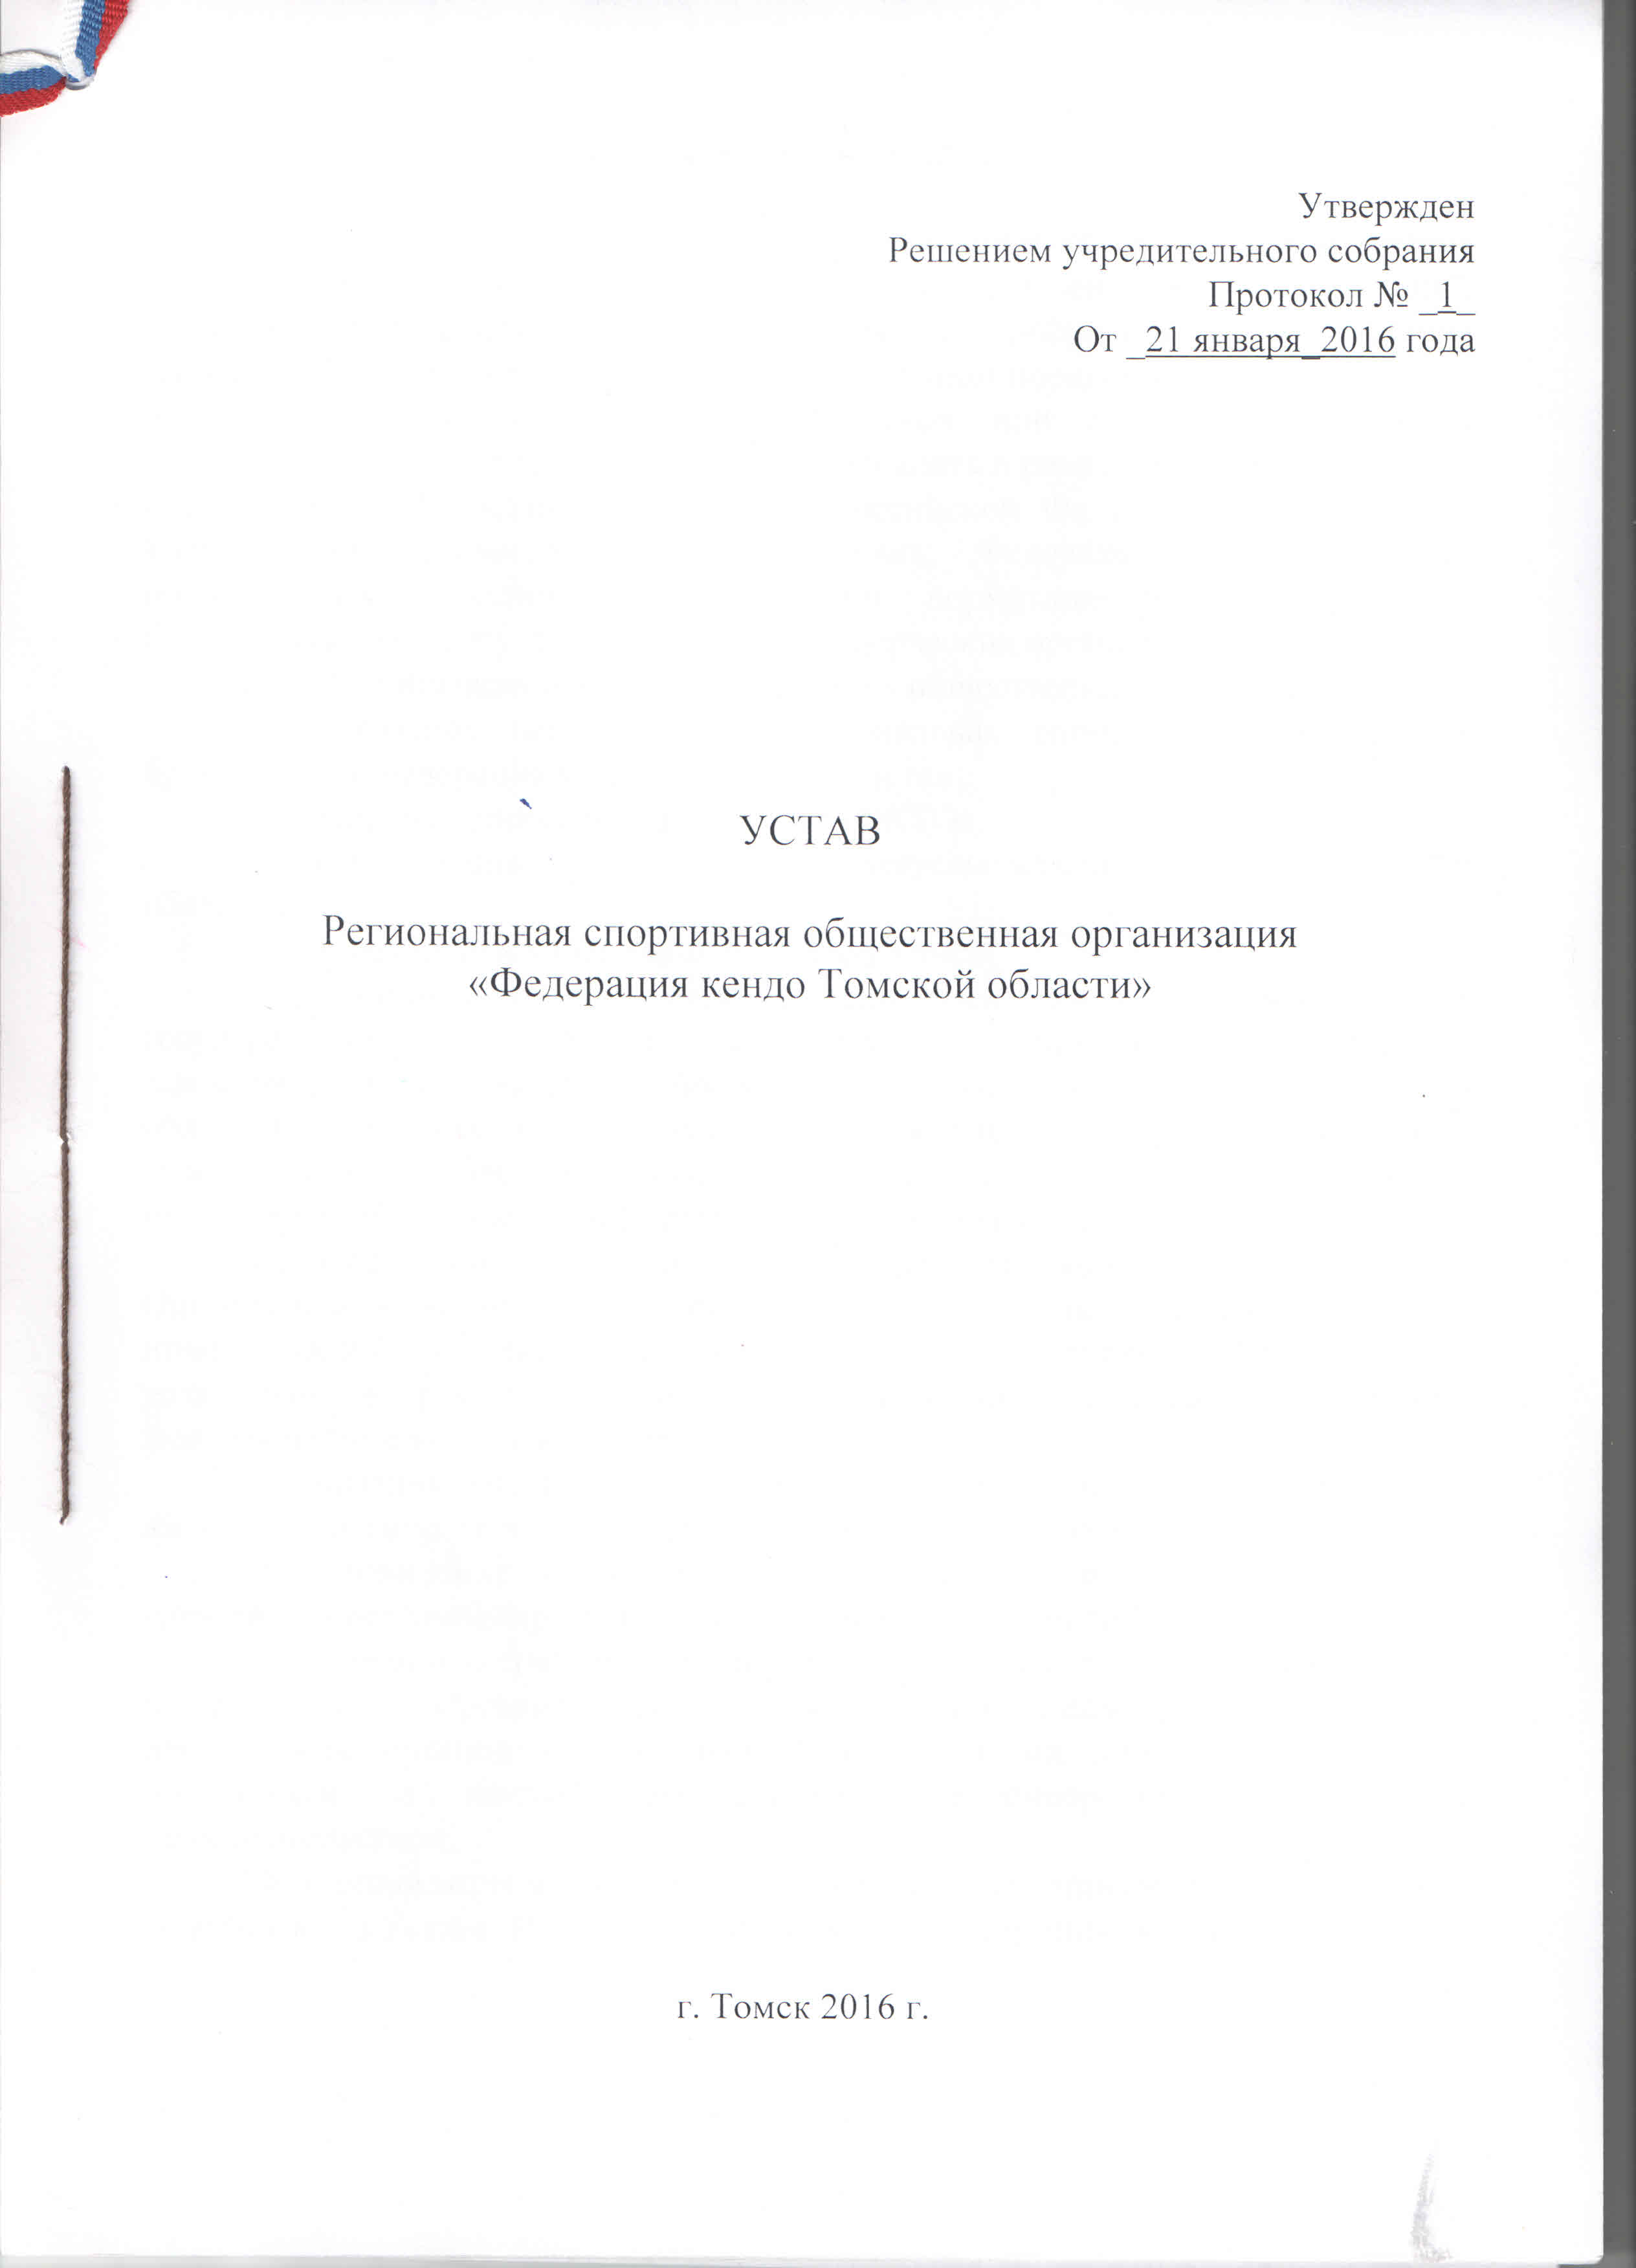 Утвержден
Решением учредительного собрания
Протокол № _1_
От _21 января_2016 года
УСТАВ
Региональная спортивная общественная организация
«Федерация кендо Томской области»
г. Томск 2016 г.